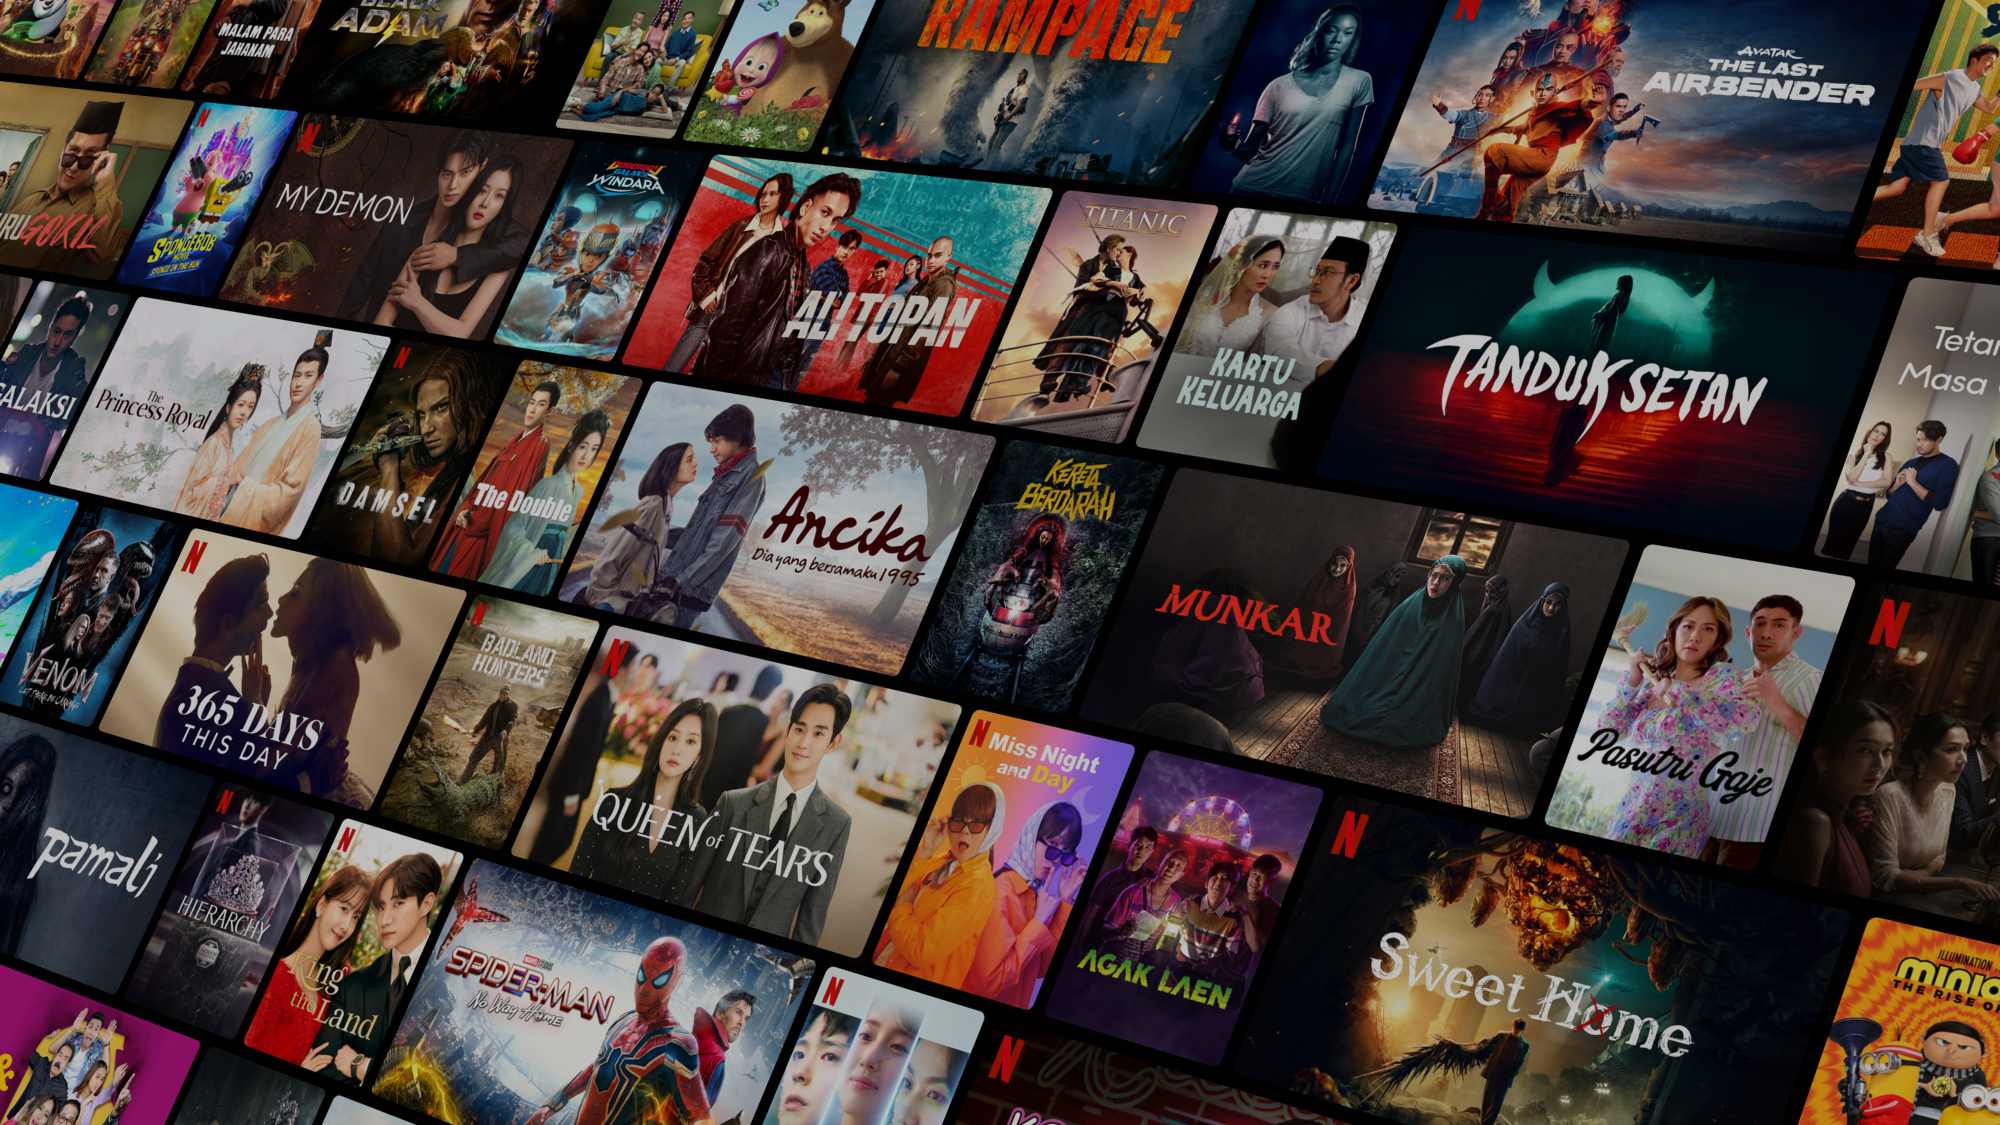 MALAM PARA
JAHANAM
BLACK
ADAM
RAMPAGE
N
AVATAR
THE LAST
AIRBENDER
GOKIL
N
THE
SPONGEBOB
MOVIE
SPONGE ON THE RUN
N
MY DEMON
BOBOIBOY
GALAKSI
WINDARA
ALI TOPAN
TITANIC
KARTU
KELUARGA
TANDUK SETAN
Masa
GALAKSI
The
Princess Royal
N
DAMSEL
The Double
Ancika
Dia yang bersamaku 1995
KERETA
BERDARAH
MUNKAR
Pasutri Gaje
N
VENOM
LET THERE BE CARNAGE
N
365 DAYS
THIS DAY
N
BADLAND
HUNTERS
N
QUEEN of TEARS
N
Miss Night
and Day
AGAK LAEN
N
Sweet Home
ILLUMINATION
THE RISE OF
pamali
N
HIERARCHY
N
King
the Land
MARVEL STUDIOS
SPIDER-MAN
No Way Home
N
N
&